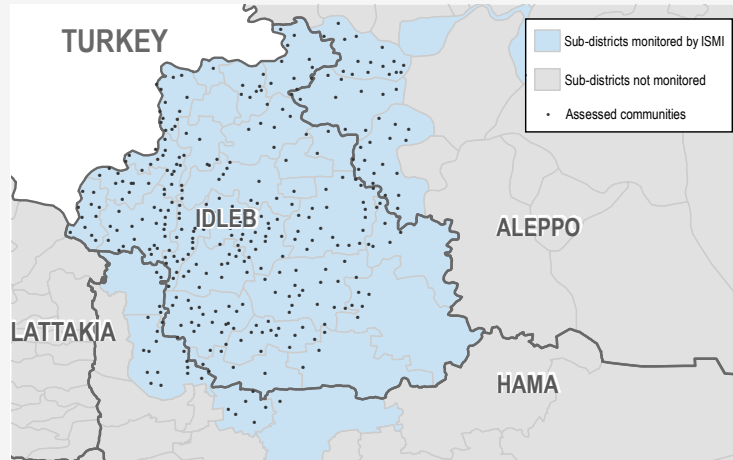 TURKEY
Sub-districts monitored by ISMI
Sub-districts not monitored
Assessed communities
IDLEB
ALEPPO
LATTAKIA
HAMA